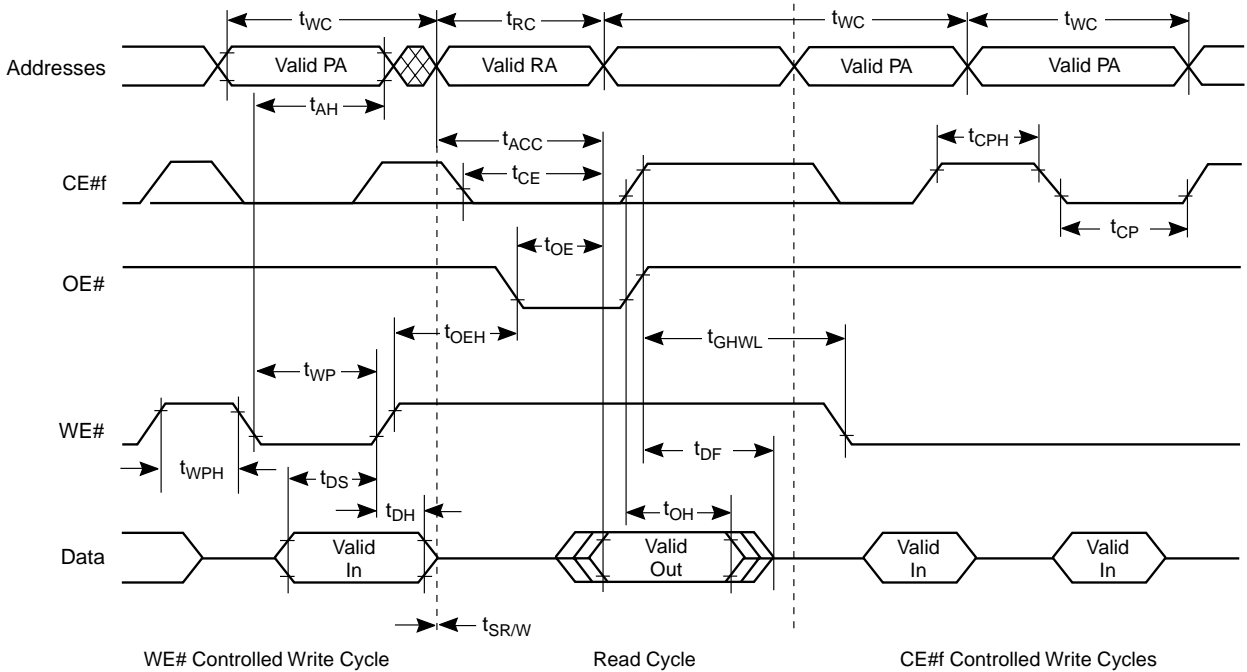 tWC tRC tWC tWC
Addresses Valid PA Valid RA Valid PA Valid PA
tAH
tACC
tCPH
CE#f tCE
tCP
tOE
OE#
tOEH tGHWL
tWP
WE#
tDF
tWPH tDS
tDH tOH
Data Valid In Valid Out Valid In Valid In
tSR/W
WE# Controlled Write Cycle Read Cycle CE#f Controlled Write Cycles